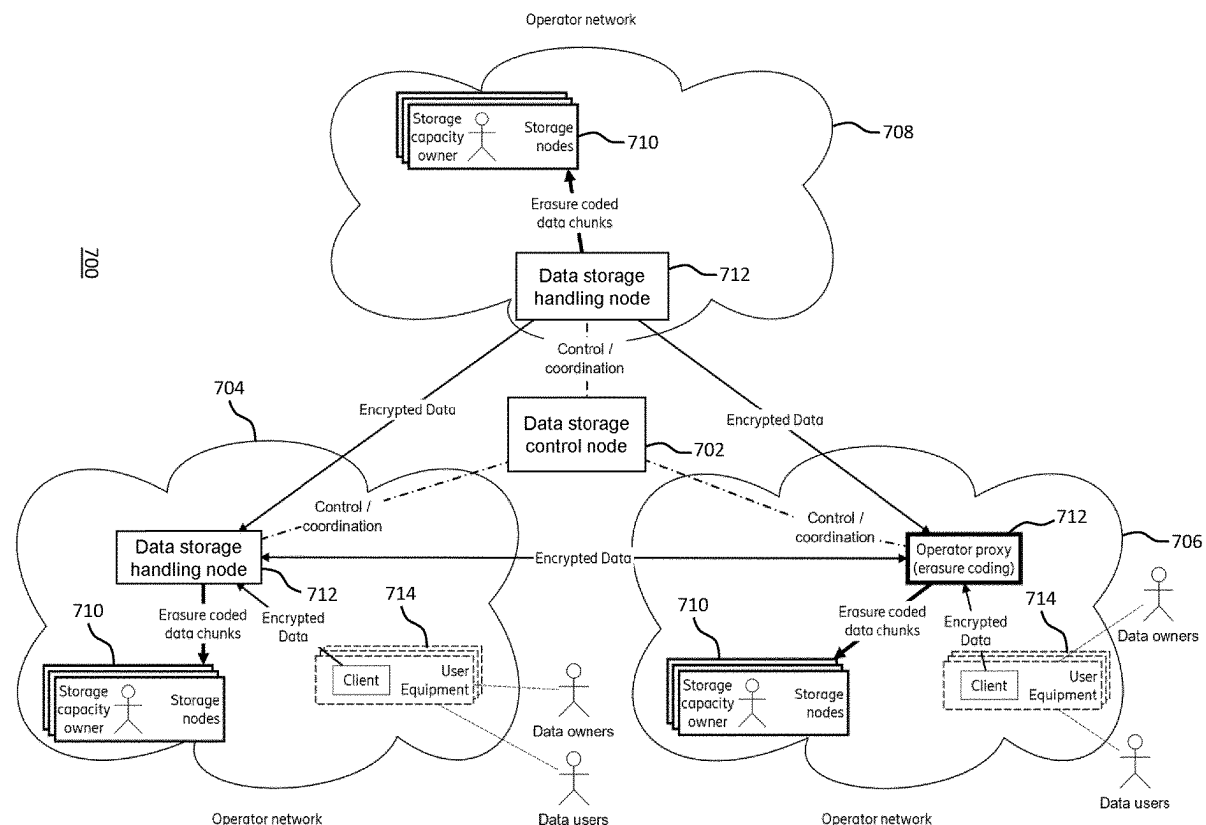 Operator network
Storage
capacity
owner
Storage
nodes
710
708
Erasure coded
data chunks
700
Data storage
handling node
712
Control /
coordination
704
Encrypted Data
Encrypted Data
Data storage
control node
702
Control /
coordination
Control /
coordination
712
706
Data storage
handling node
Encrypted Data
Operator proxy
(erasure coding)
712
714
710
Erasure coded
data chunks
Encrypted
Data
710
Erasure coded
data chunks
Encrypted
Data
714
Data owners
Storage
capacity
owner
Storage
nodes
Client
User
Equipment
Data owners
Storage
capacity
owner
Storage
nodes
Client
User
Equipment
Data users
Data users
Operator network
Operator network